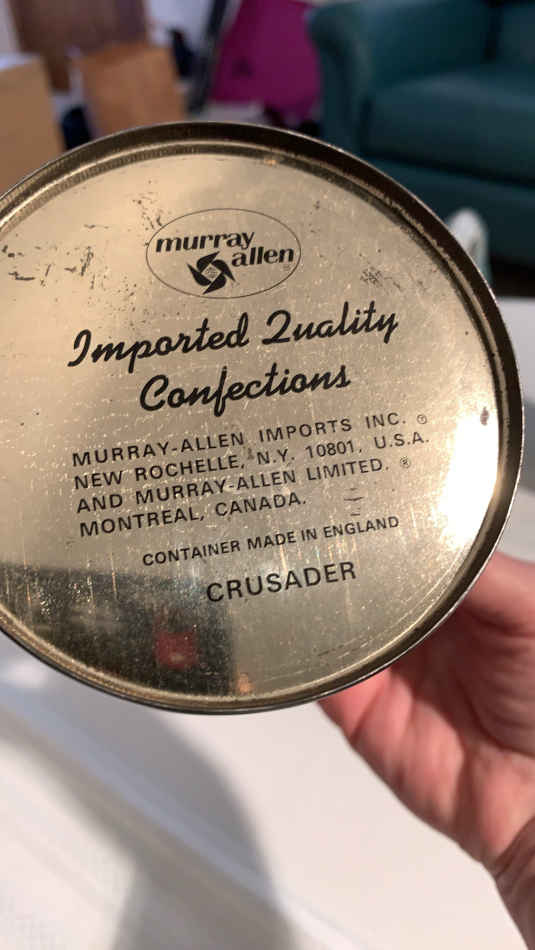 murray
allen ®
Imported Quality
Confections
MURRAY-ALLEN IMPORTS INC. ®
NEW ROCHELLE, N.Y. 10801, U.S.A.
AND MURRAY-ALLEN LIMITED. ®
MONTREAL, CANADA.
CONTAINER MADE IN ENGLAND
CRUSADER